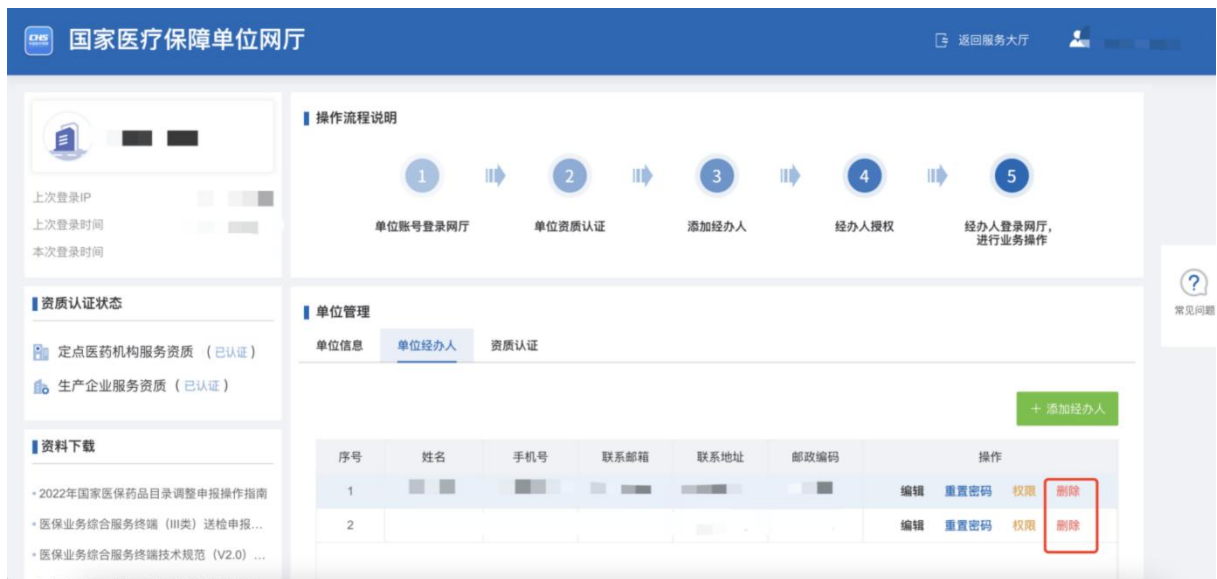 CHS 国家医疗保障单位网厅
返回服务大厅
上次登录IP
上次登录时间
本次登录时间
资质认证状态
定点医药机构服务资质 （已认证）
生产企业服务资质（已认证）
资料下载
2022年国家医保药品目录调整申报操作指南
医保业务综合服务终端（III类）送检申报...
医保业务综合服务终端技术规范（V2.0）...
操作流程说明
1 2 3 4 5
单位账号登录网厅 单位资质认证 添加经办人 经办人授权 经办人登录网厅，
进行业务操作
单位管理
单位信息 单位经办人 资质认证
+ 添加经办人
序号 姓名 手机号 联系邮箱 联系地址 邮政编码 操作
1 编辑 重置密码 权限 删除
2 编辑 重置密码 权限 删除
?
常见问题